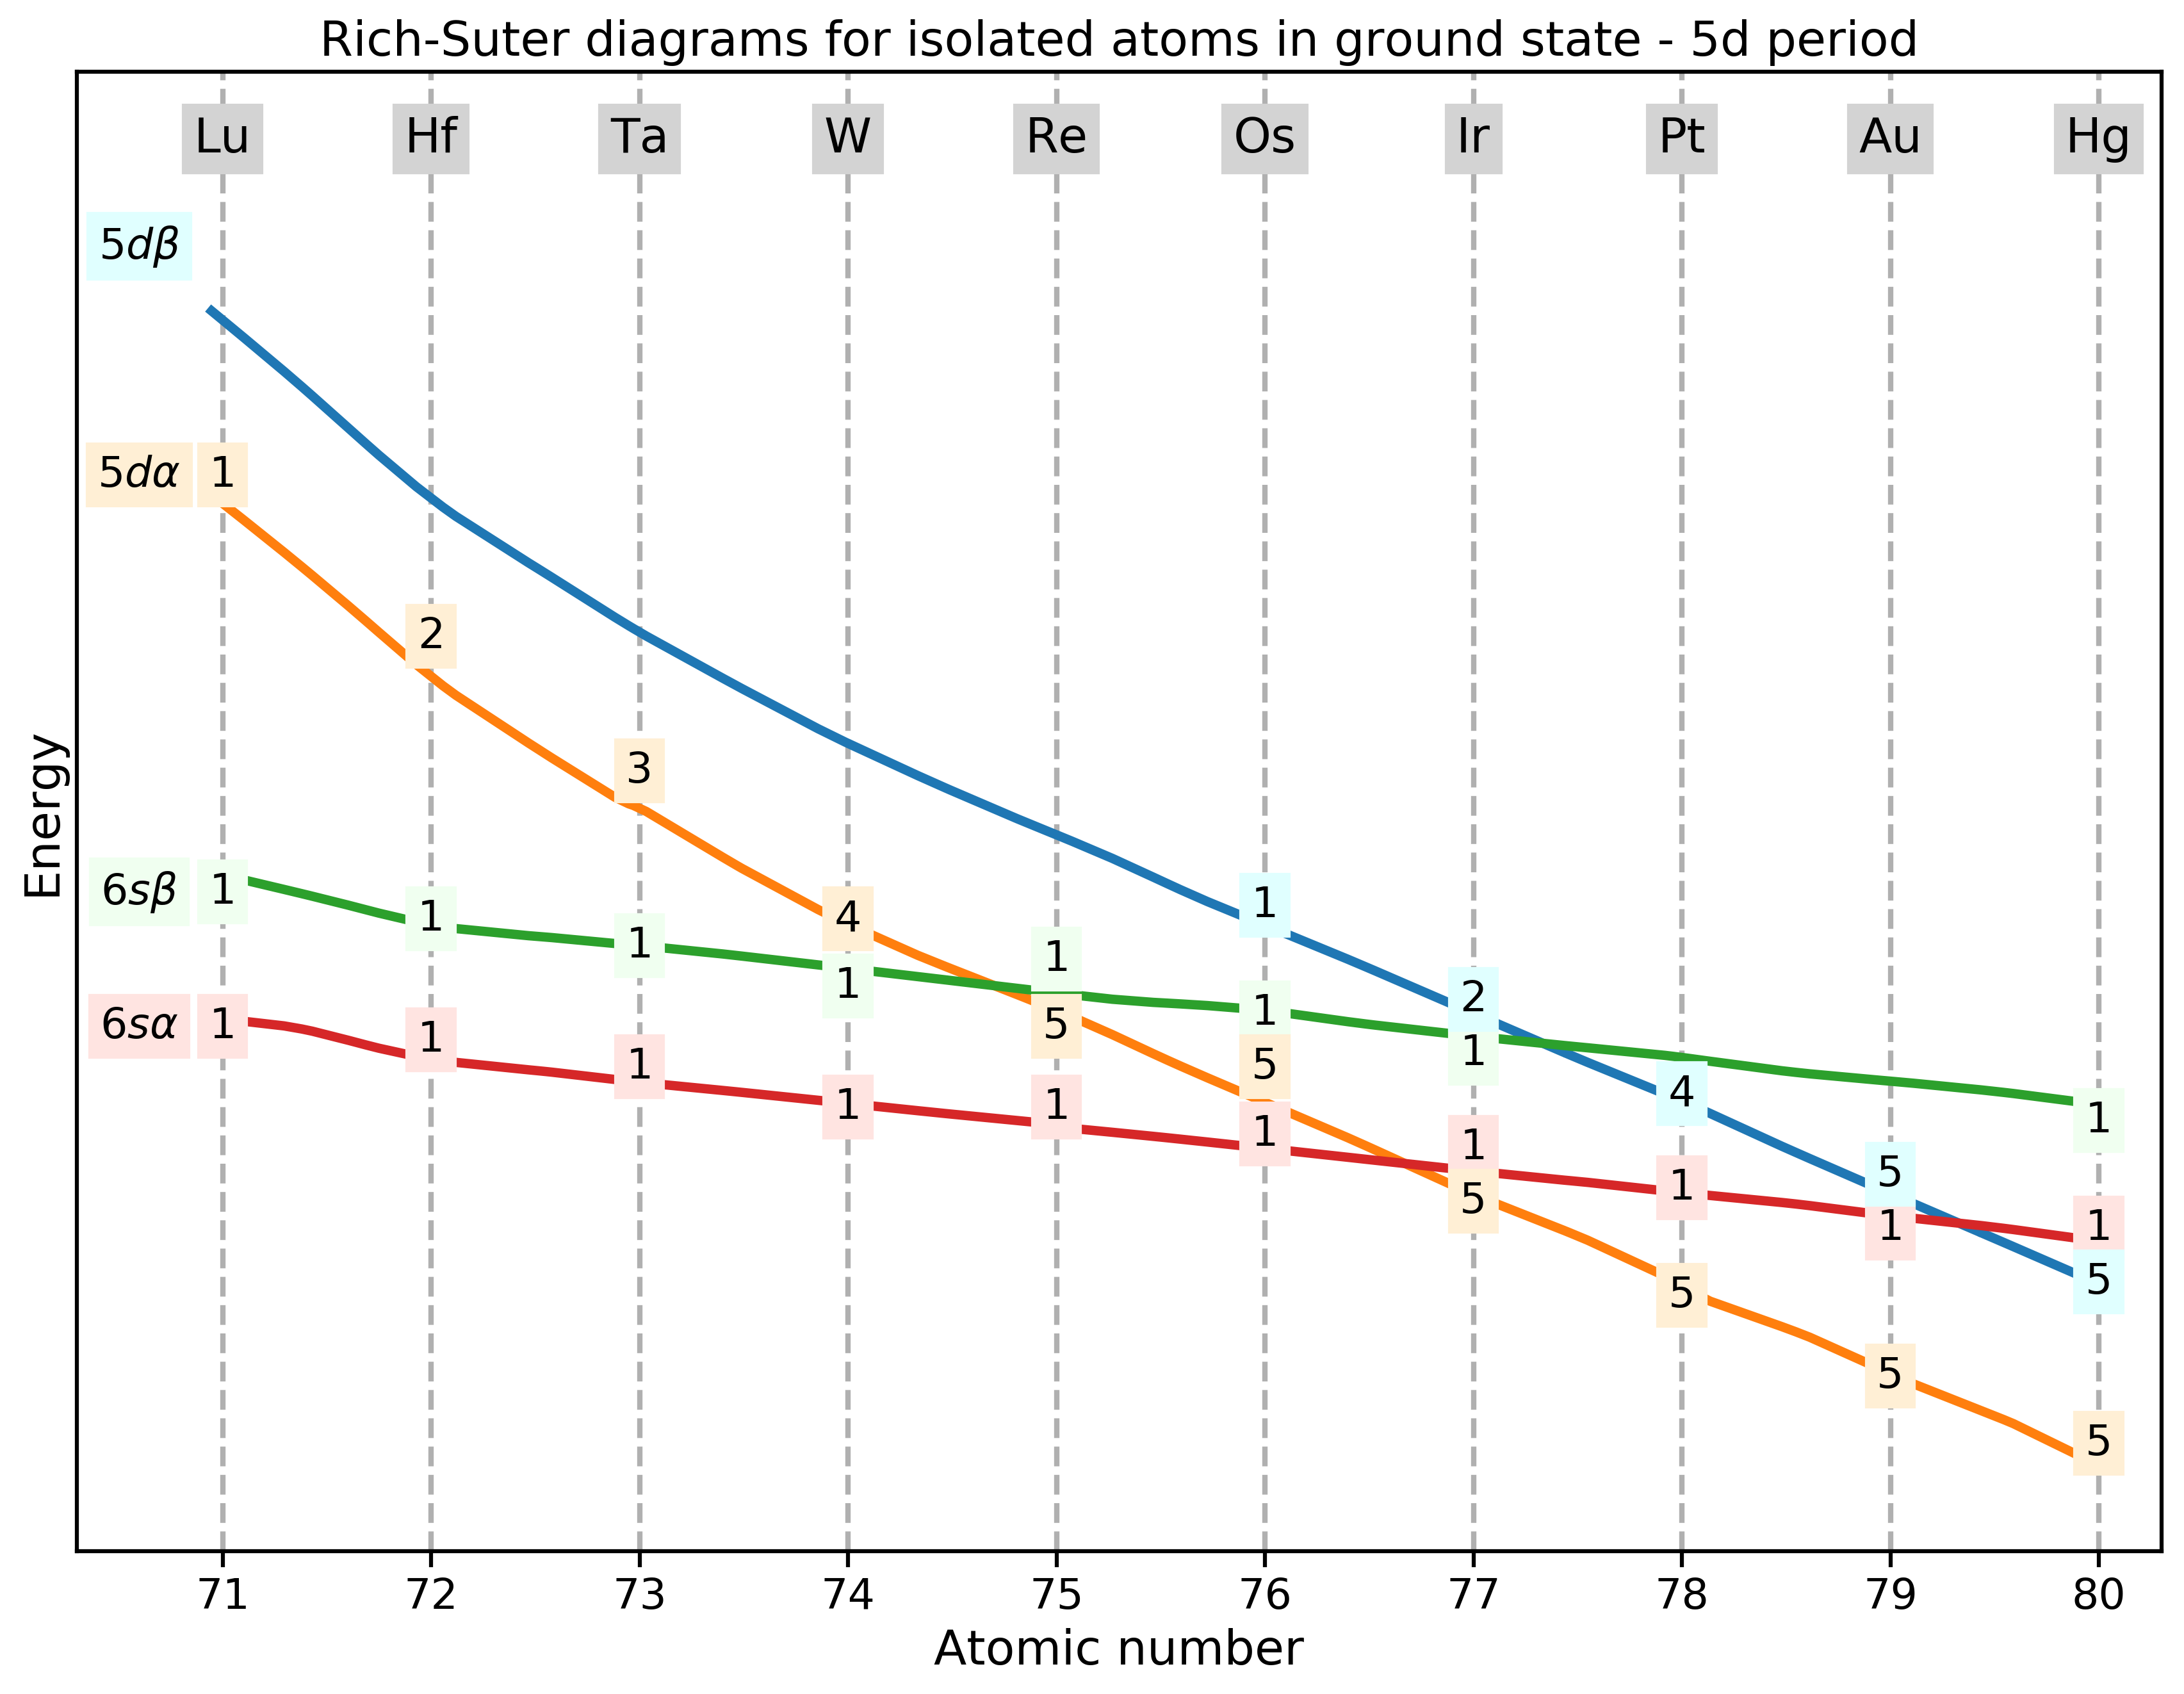 Rich-Suter diagrams for isolated atoms in ground state - 5d period
Lu Hf Ta W Re Os Ir Pt Au Hg
5dβ
5dα 1
2
3
6sβ 1 1 1 4 1 1 1 2
1 5 1 5 1 4 1
6sα 1 1 1 1 1 1 1 1 5
5 1 1
5 5
5
5
Energy
71 72 73 74 75 76 77 78 79 80
Atomic number